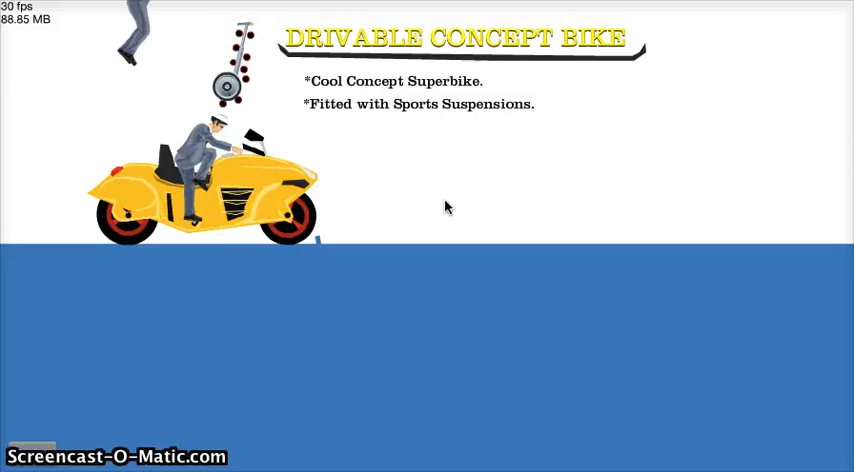 30 fps
88.85 MB
DRIVABLE CONCEPT BIKE
*Cool Concept Superbike.
*Fitted with Sports Suspensions.
Screencast-O-Matic.com